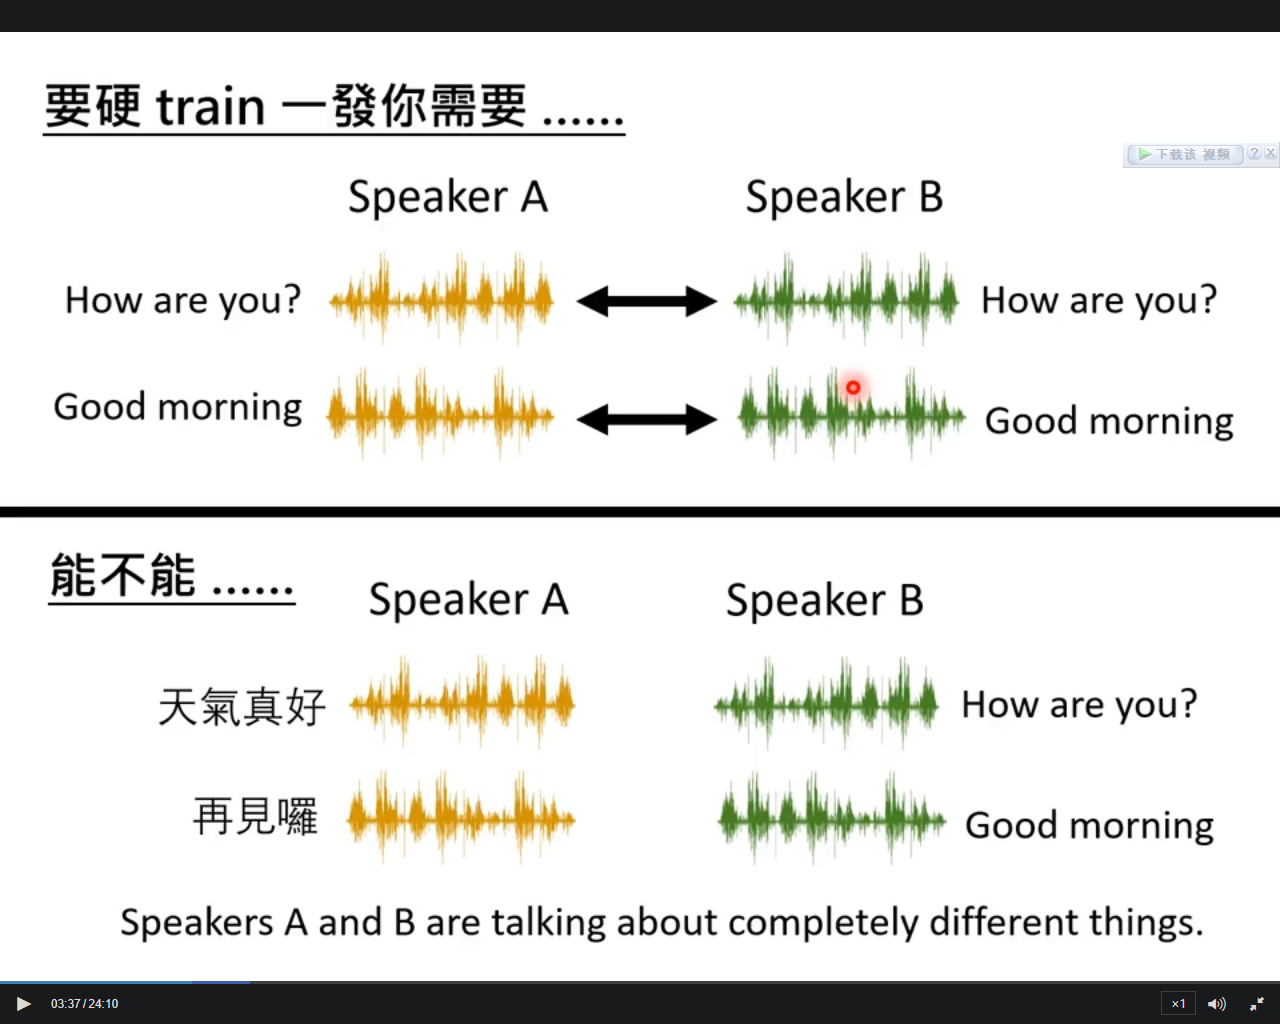 要硬 train 一發你需要 ......
下载该 视频 ? X
Speaker A Speaker B
How are you? How are you?
Good morning Good morning
能不能 ......
Speaker A Speaker B
天氣真好 How are you?
再見囉 Good morning
Speakers A and B are talking about completely different things.
03:37/24:10 ×1